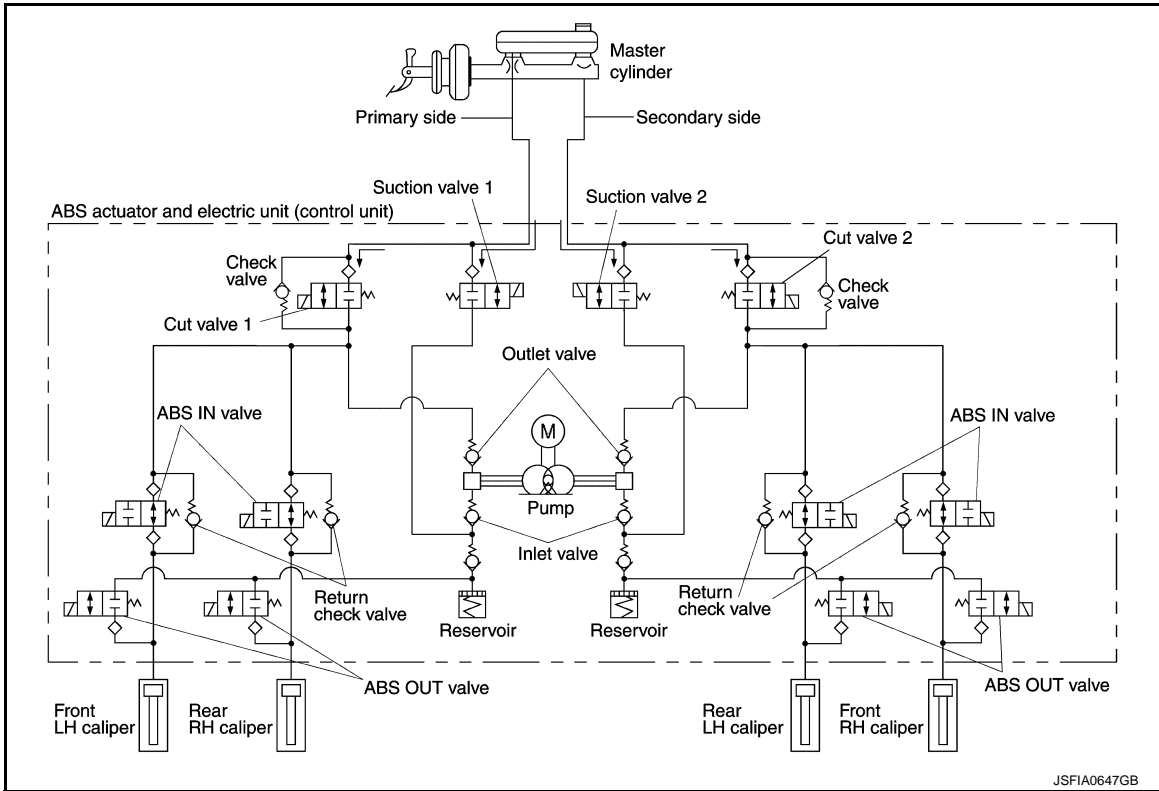 Master
cylinder
Primary side
Secondary side
Suction valve 1
Suction valve 2
ABS actuator and electric unit (control unit)
Cut valve 2
Check
valve
Check
valve
Cut valve 1
Outlet valve
ABS IN valve
ABS IN valve
M
Pump
Inlet valve
Return
check valve
Return
check valve
Reservoir
Reservoir
ABS OUT valve
ABS OUT valve
Front
LH caliper
Rear
RH caliper
Rear
LH caliper
Front
RH caliper
JSFIA0647GB